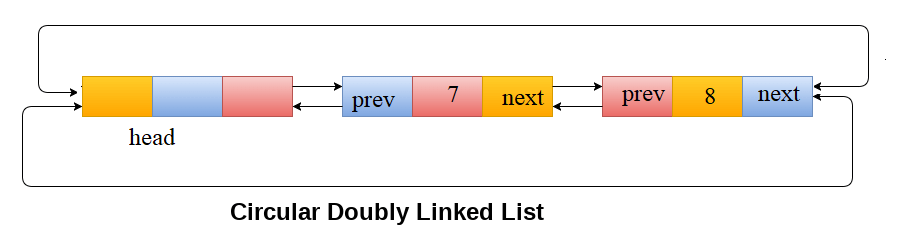 prev 7 next prev 8 next
head
Circular Doubly Linked List